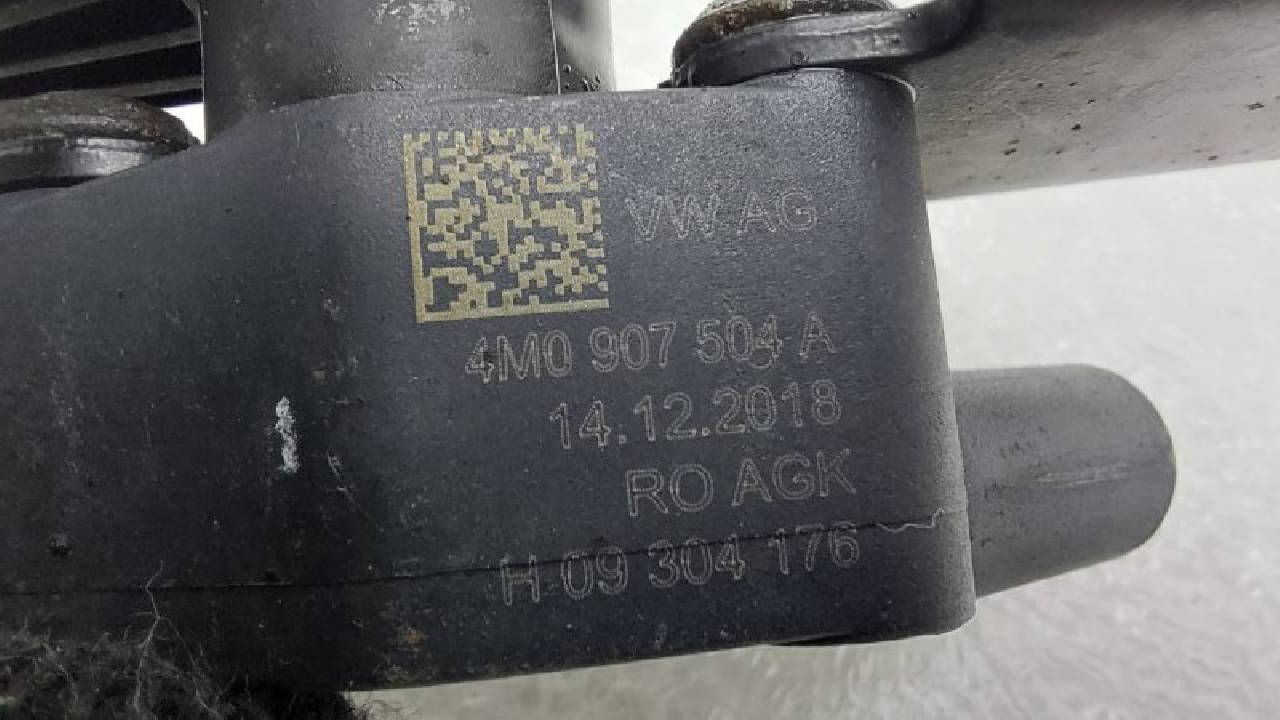 VW AG
4M0 907 504 A
14.12.2018
RO AGK
H 09 304 176